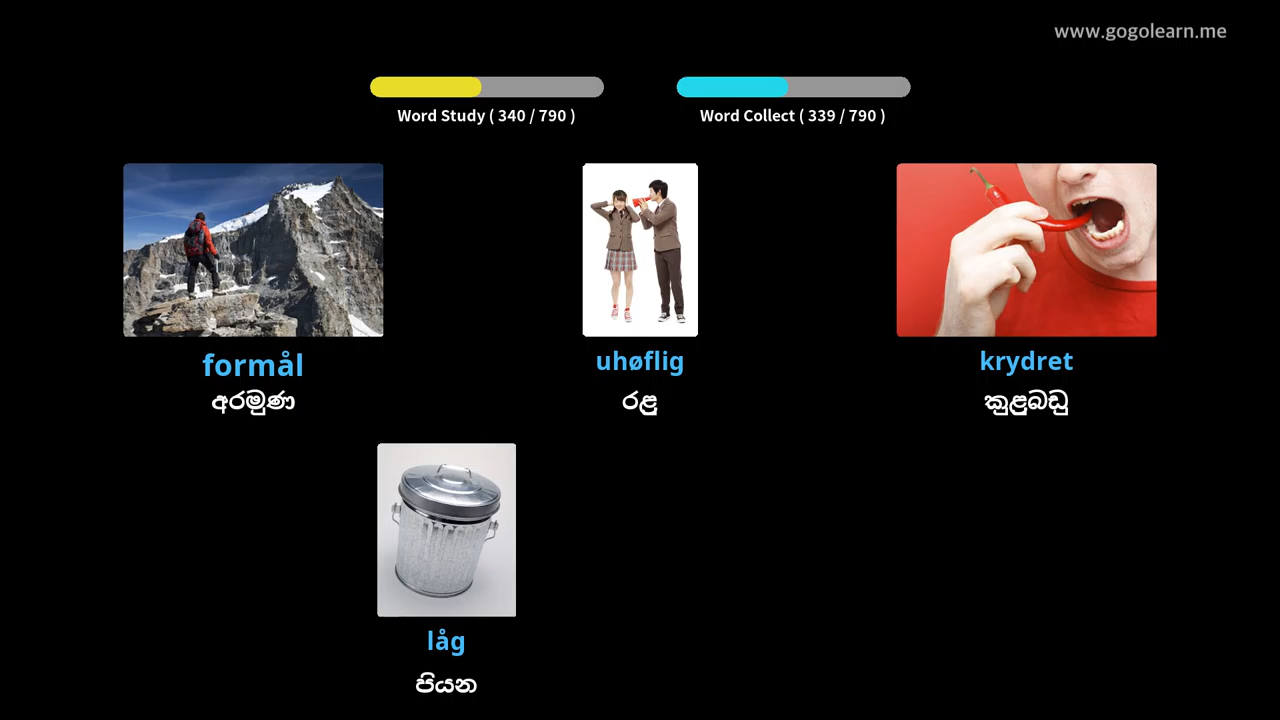 www.gogolearn.me
Word Study ( 340 / 790 )
Word Collect ( 339 / 790 )
formål
අරමුණ
uhøflig
රළු
krydret
කුළුබඩු
låg
පියන